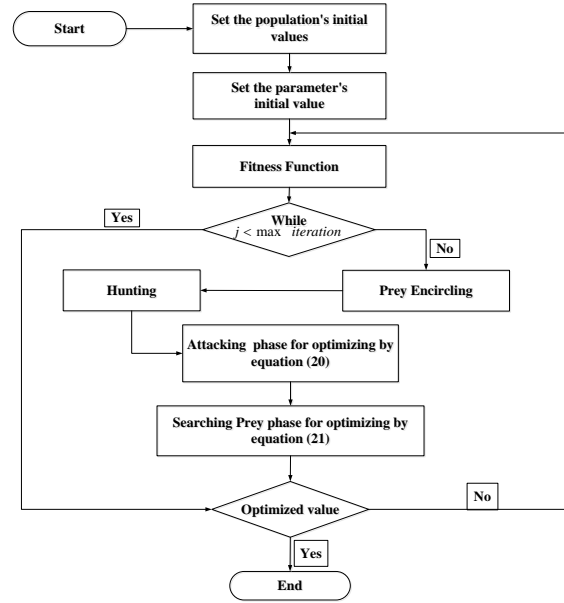 Start
Set the population's initial
values
Set the parameter's
initial value
Fitness Function
Yes
While
j < max iteration
No
Hunting
Prey Encircling
Attacking phase for optimizing by
equation (20)
Searching Prey phase for optimizing by
equation (21)
Optimized value
No
Yes
End